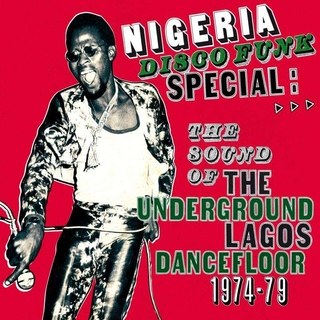 NIGERIA
DISCO FUNK
SPECIAL:
THE
SOUND
OF THE
UNDERGROUND
LAGOS
DANCEFLOOR
1974-79